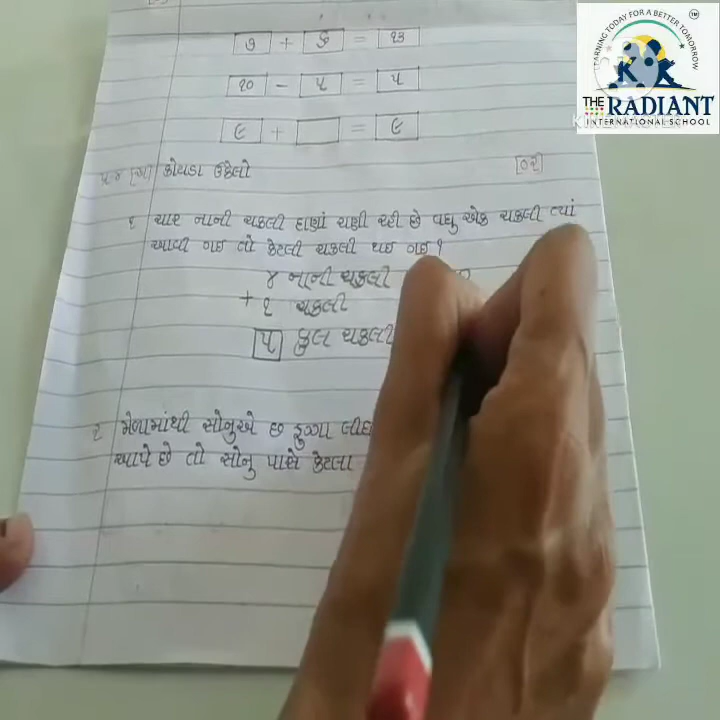 LEARNING TODAY FOR A BETTER TOMORROW
TM
THE RADIANT
INTERNATIONAL SCHOOL
૭ + ૬ = ૧૩
૧૦ - ૫ = ૫
૯ + = ૯
કોયડા ઉકેલો ૦૨
૧ ચાર નાની ચકલી દાણાં ચણી રહી છે વધુ એક ચકલી ત્યાં
આવી ગઇ તો કેટલી ચકલી થઇ ગઇ ?
૪ નાની ચકલી
+ ૧ ચકલી
૫ કુલ ચકલી
૨ મેળામાંથી સોનુએ છ ફુગ્ગા
આપે છે તો સોનુ પાસે કેટલા